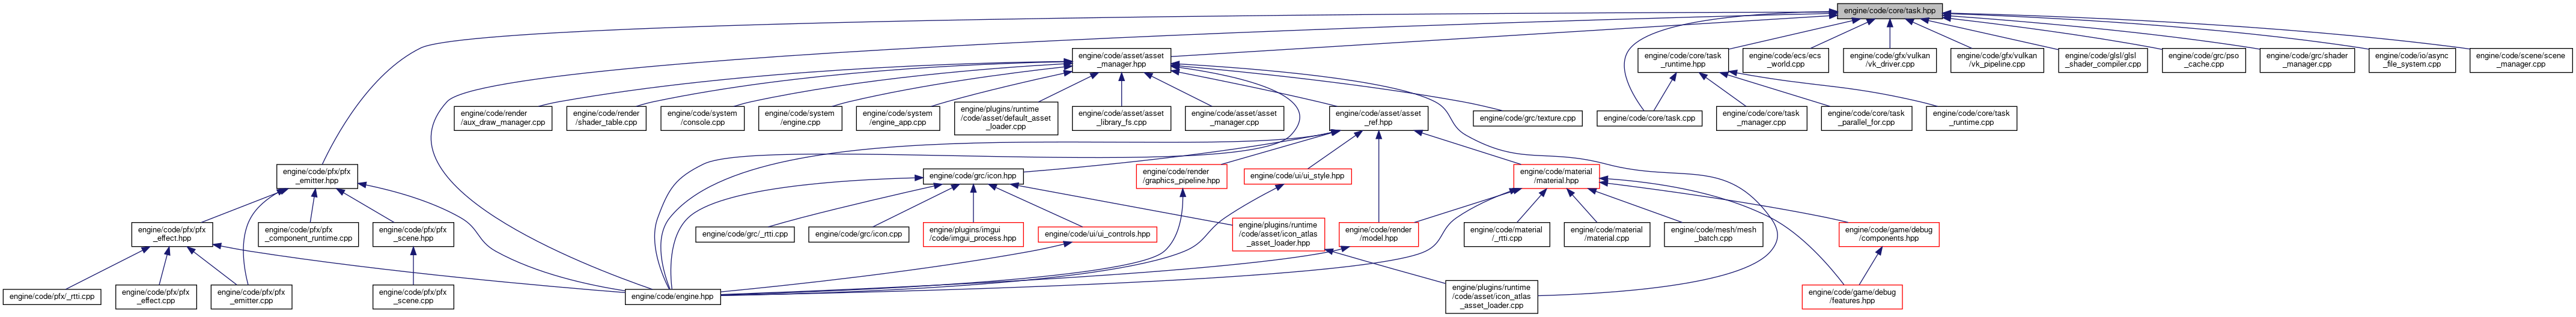 engine/code/core/task.hpp
engine/code/asset/asset
_manager.hpp
engine/code/core/task
_runtime.hpp
engine/code/ecs/ecs
_world.cpp
engine/code/gfx/vulkan
/vk_driver.cpp
engine/code/gfx/vulkan
/vk_pipeline.cpp
engine/code/glsl/glsl
_shader_compiler.cpp
engine/code/grc/pso
_cache.cpp
engine/code/grc/shader
_manager.cpp
engine/code/io/async
_file_system.cpp
engine/code/scene/scene
_manager.cpp
engine/code/render
/aux_draw_manager.cpp
engine/code/render
/shader_table.cpp
engine/code/system
/console.cpp
engine/code/system
/engine.cpp
engine/code/system
/engine_app.cpp
engine/plugins/runtime
/code/asset/default_asset
_loader.cpp
engine/code/asset/asset
_library_fs.cpp
engine/code/asset/asset
_manager.cpp
engine/code/asset/asset
_ref.hpp
engine/code/grc/texture.cpp
engine/code/core/task.cpp
engine/code/core/task
_manager.cpp
engine/code/core/task
_parallel_for.cpp
engine/code/core/task
_runtime.cpp
engine/code/pfx/pfx
_emitter.hpp
engine/code/grc/icon.hpp
engine/code/render
/graphics_pipeline.hpp
engine/code/ui/ui_style.hpp
engine/code/material
/material.hpp
engine/code/pfx/pfx
_effect.hpp
engine/code/pfx/pfx
_component_runtime.cpp
engine/code/pfx/pfx
_scene.hpp
engine/code/grc/_rtti.cpp
engine/code/grc/icon.cpp
engine/plugins/imgui
/code/imgui_process.hpp
engine/code/ui/ui_controls.hpp
engine/plugins/runtime
/code/asset/icon_atlas
_asset_loader.hpp
engine/code/render
/model.hpp
engine/code/material
/_rtti.cpp
engine/code/material
/material.cpp
engine/code/mesh/mesh
_batch.cpp
engine/code/game/debug
/components.hpp
engine/code/pfx/_rtti.cpp
engine/code/pfx/pfx
_effect.cpp
engine/code/pfx/pfx
_emitter.cpp
engine/code/pfx/pfx
_scene.cpp
engine/code/engine.hpp
engine/plugins/runtime
/code/asset/icon_atlas
_asset_loader.cpp
engine/code/game/debug
/features.hpp